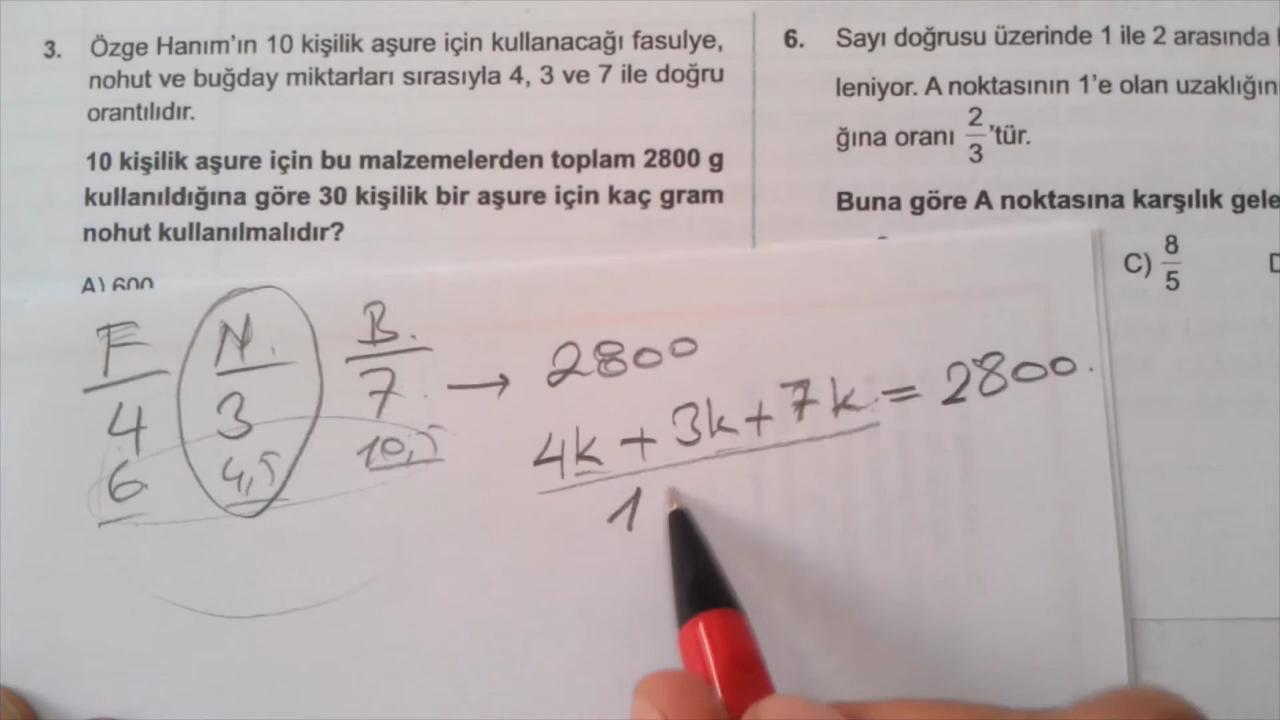 3. Özge Hanım'ın 10 kişilik aşure için kullanacağı fasulye,
nohut ve buğday miktarları sırasıyla 4, 3 ve 7 ile doğru
orantılıdır.
10 kişilik aşure için bu malzemelerden toplam 2800 g
kullanıldığına göre 30 kişilik bir aşure için kaç gram
nohut kullanılmalıdır?
A) 600
6. Sayı doğrusu üzerinde 1 ile 2 arasında
leniyor. A noktasının 1'e olan uzaklığın
ğına oranı 2/3'tür.
Buna göre A noktasına karşılık gele
C) 8/5
F N. B.
4 3 7 → 2800
6 4,5 10,5
4k + 3k + 7k = 2800
1